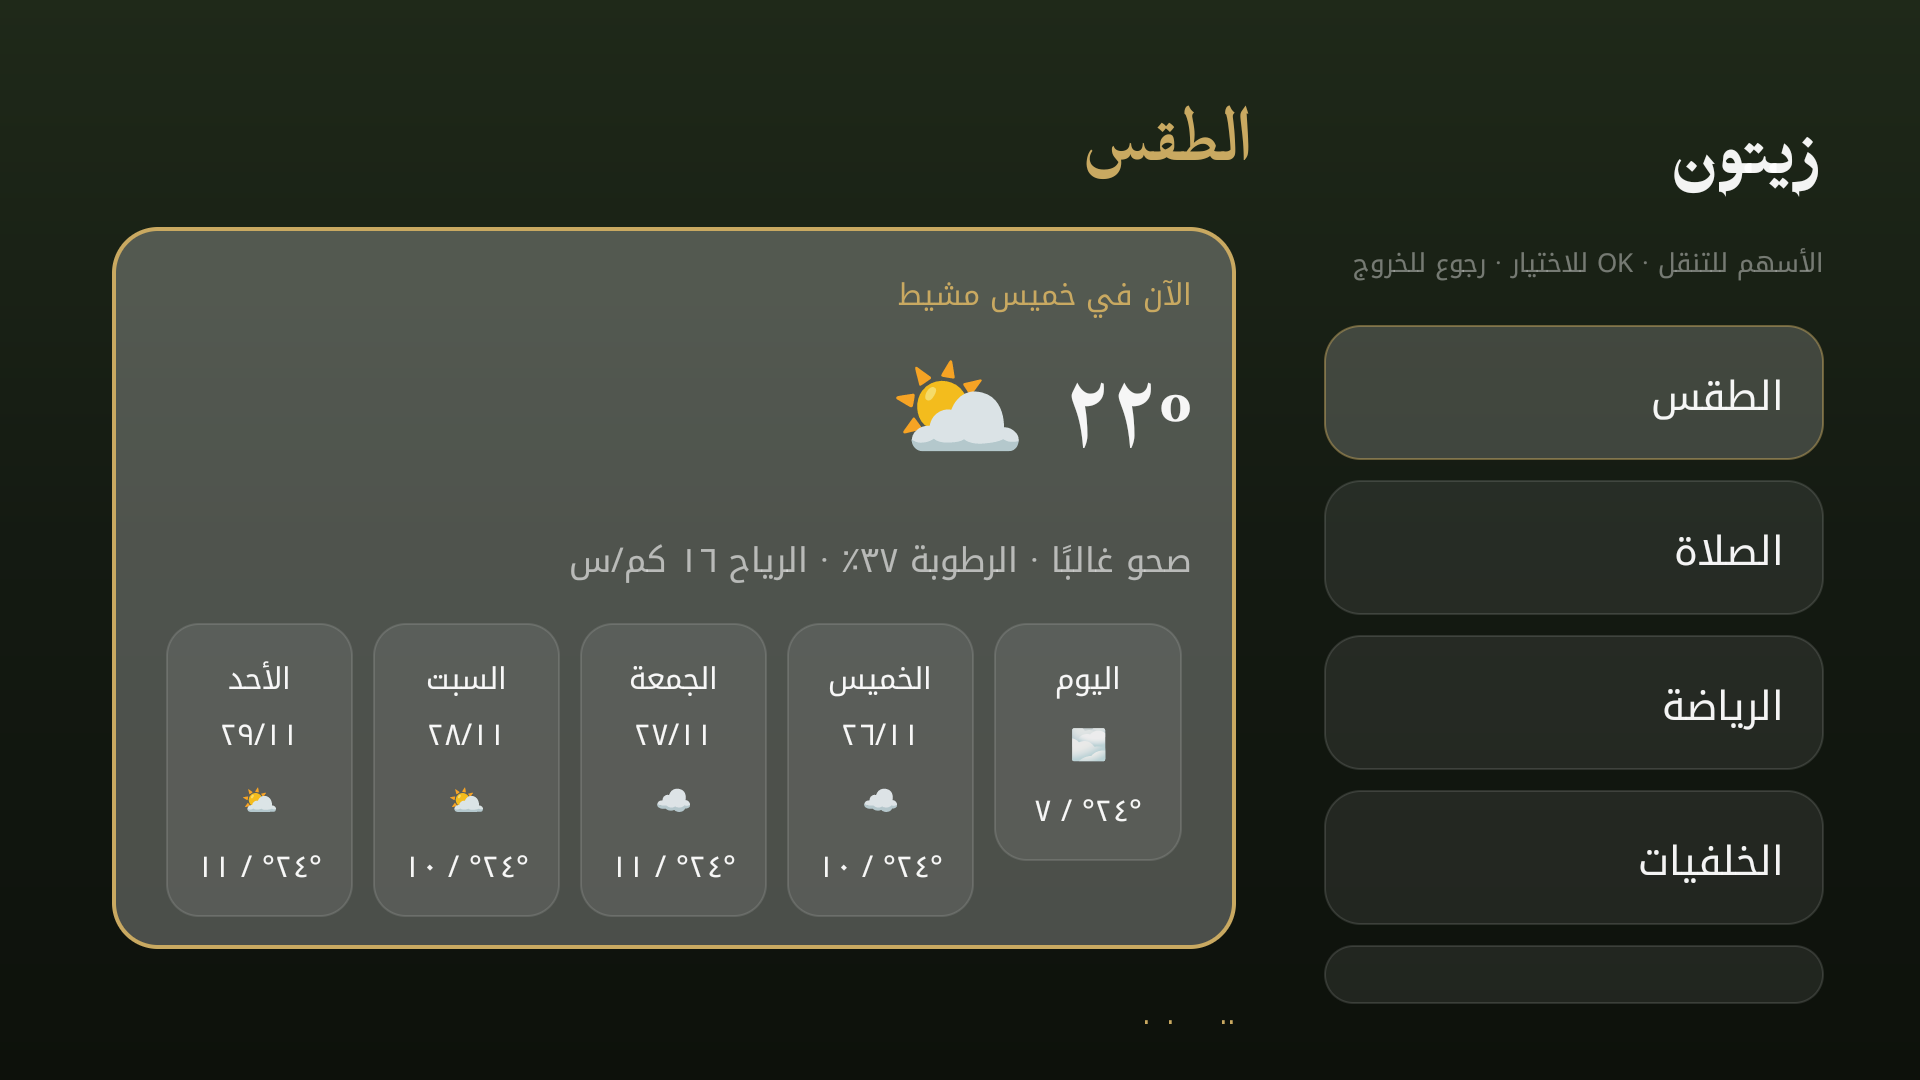 زيتون
الأسهم للتنقل · OK للاختيار · رجوع للخروج
الطقس
الصلاة
الرياضة
الخلفيات
الطقس
الآن في خميس مشيط
٢٢°
صحو غالبًا · الرطوبة ٣٧٪ · الرياح ١٦ كم/س
اليوم
٢٤° / ٧°
الخميس
٢٦/١١
٢٤° / ١٠°
الجمعة
٢٧/١١
٢٤° / ١١°
السبت
٢٨/١١
٢٤° / ١٠°
الأحد
٢٩/١١
٢٤° / ١١°